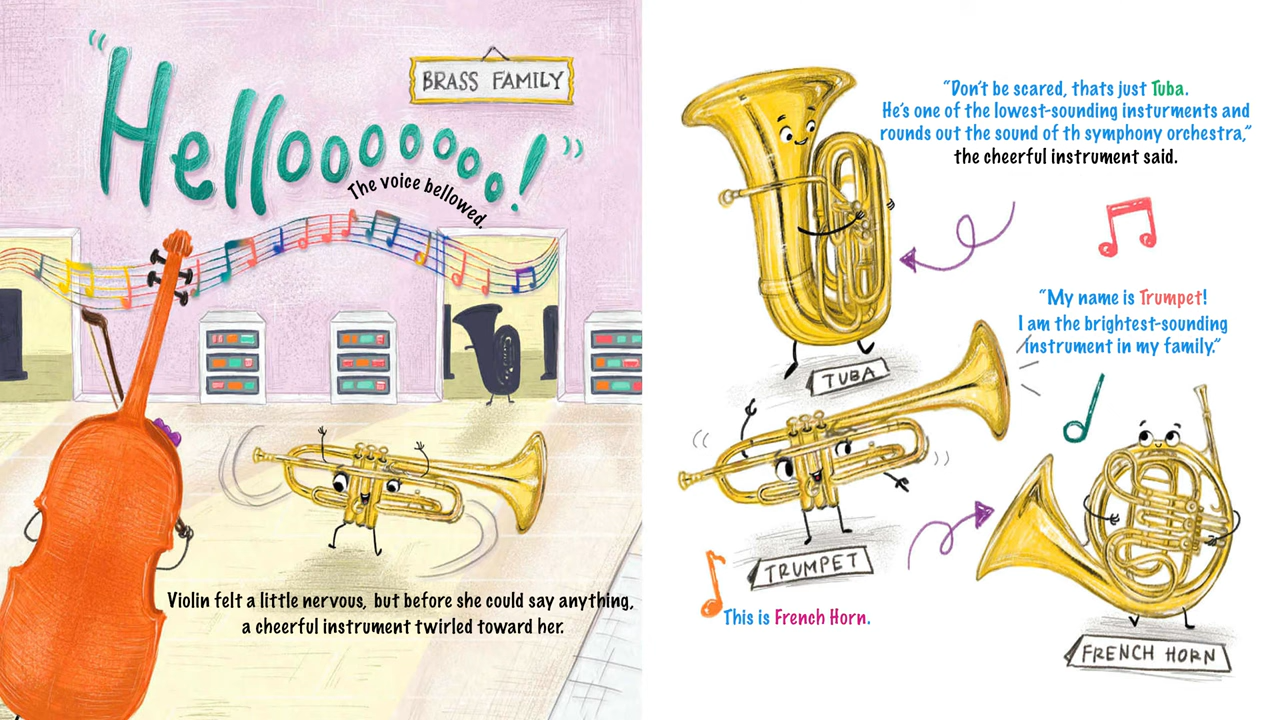 “Hellooooooo!”
BRASS FAMILY
The voice bellowed.
Violin felt a little nervous, but before she could say anything,
a cheerful instrument twirled toward her.
“Don't be scared, thats just Tuba.
He's one of the lowest-sounding insturments and
rounds out the sound of th symphony orchestra,”
the cheerful instrument said.
“My name is Trumpet!
I am the brightest-sounding
instrument in my family.”
TUBA
TRUMPET
This is French Horn.
FRENCH HORN